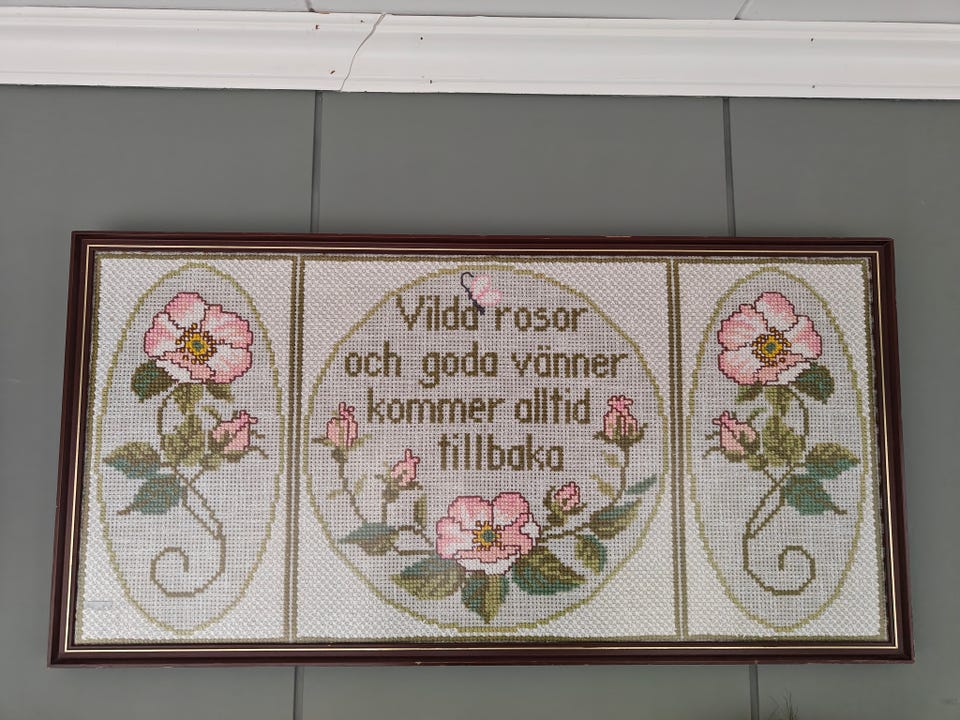 Vilda rosor
och goda vänner
kommer alltid
tillbaka